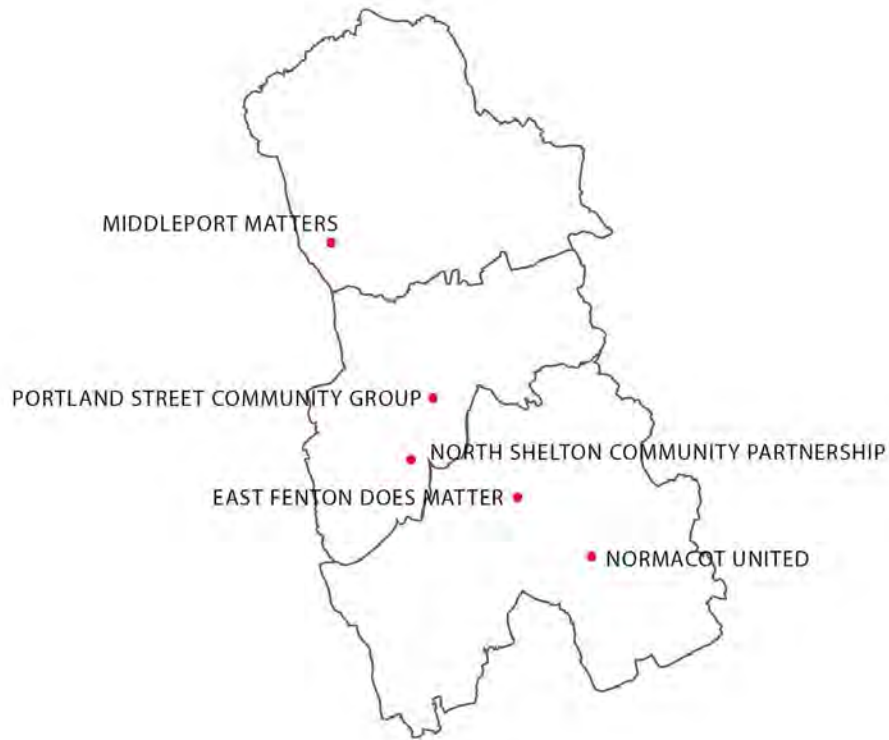 MIDDLEPORT MATTERS
PORTLAND STREET COMMUNITY GROUP
NORTH SHELTON COMMUNITY PARTNERSHIP
EAST FENTON DOES MATTER
NORMACOT UNITED